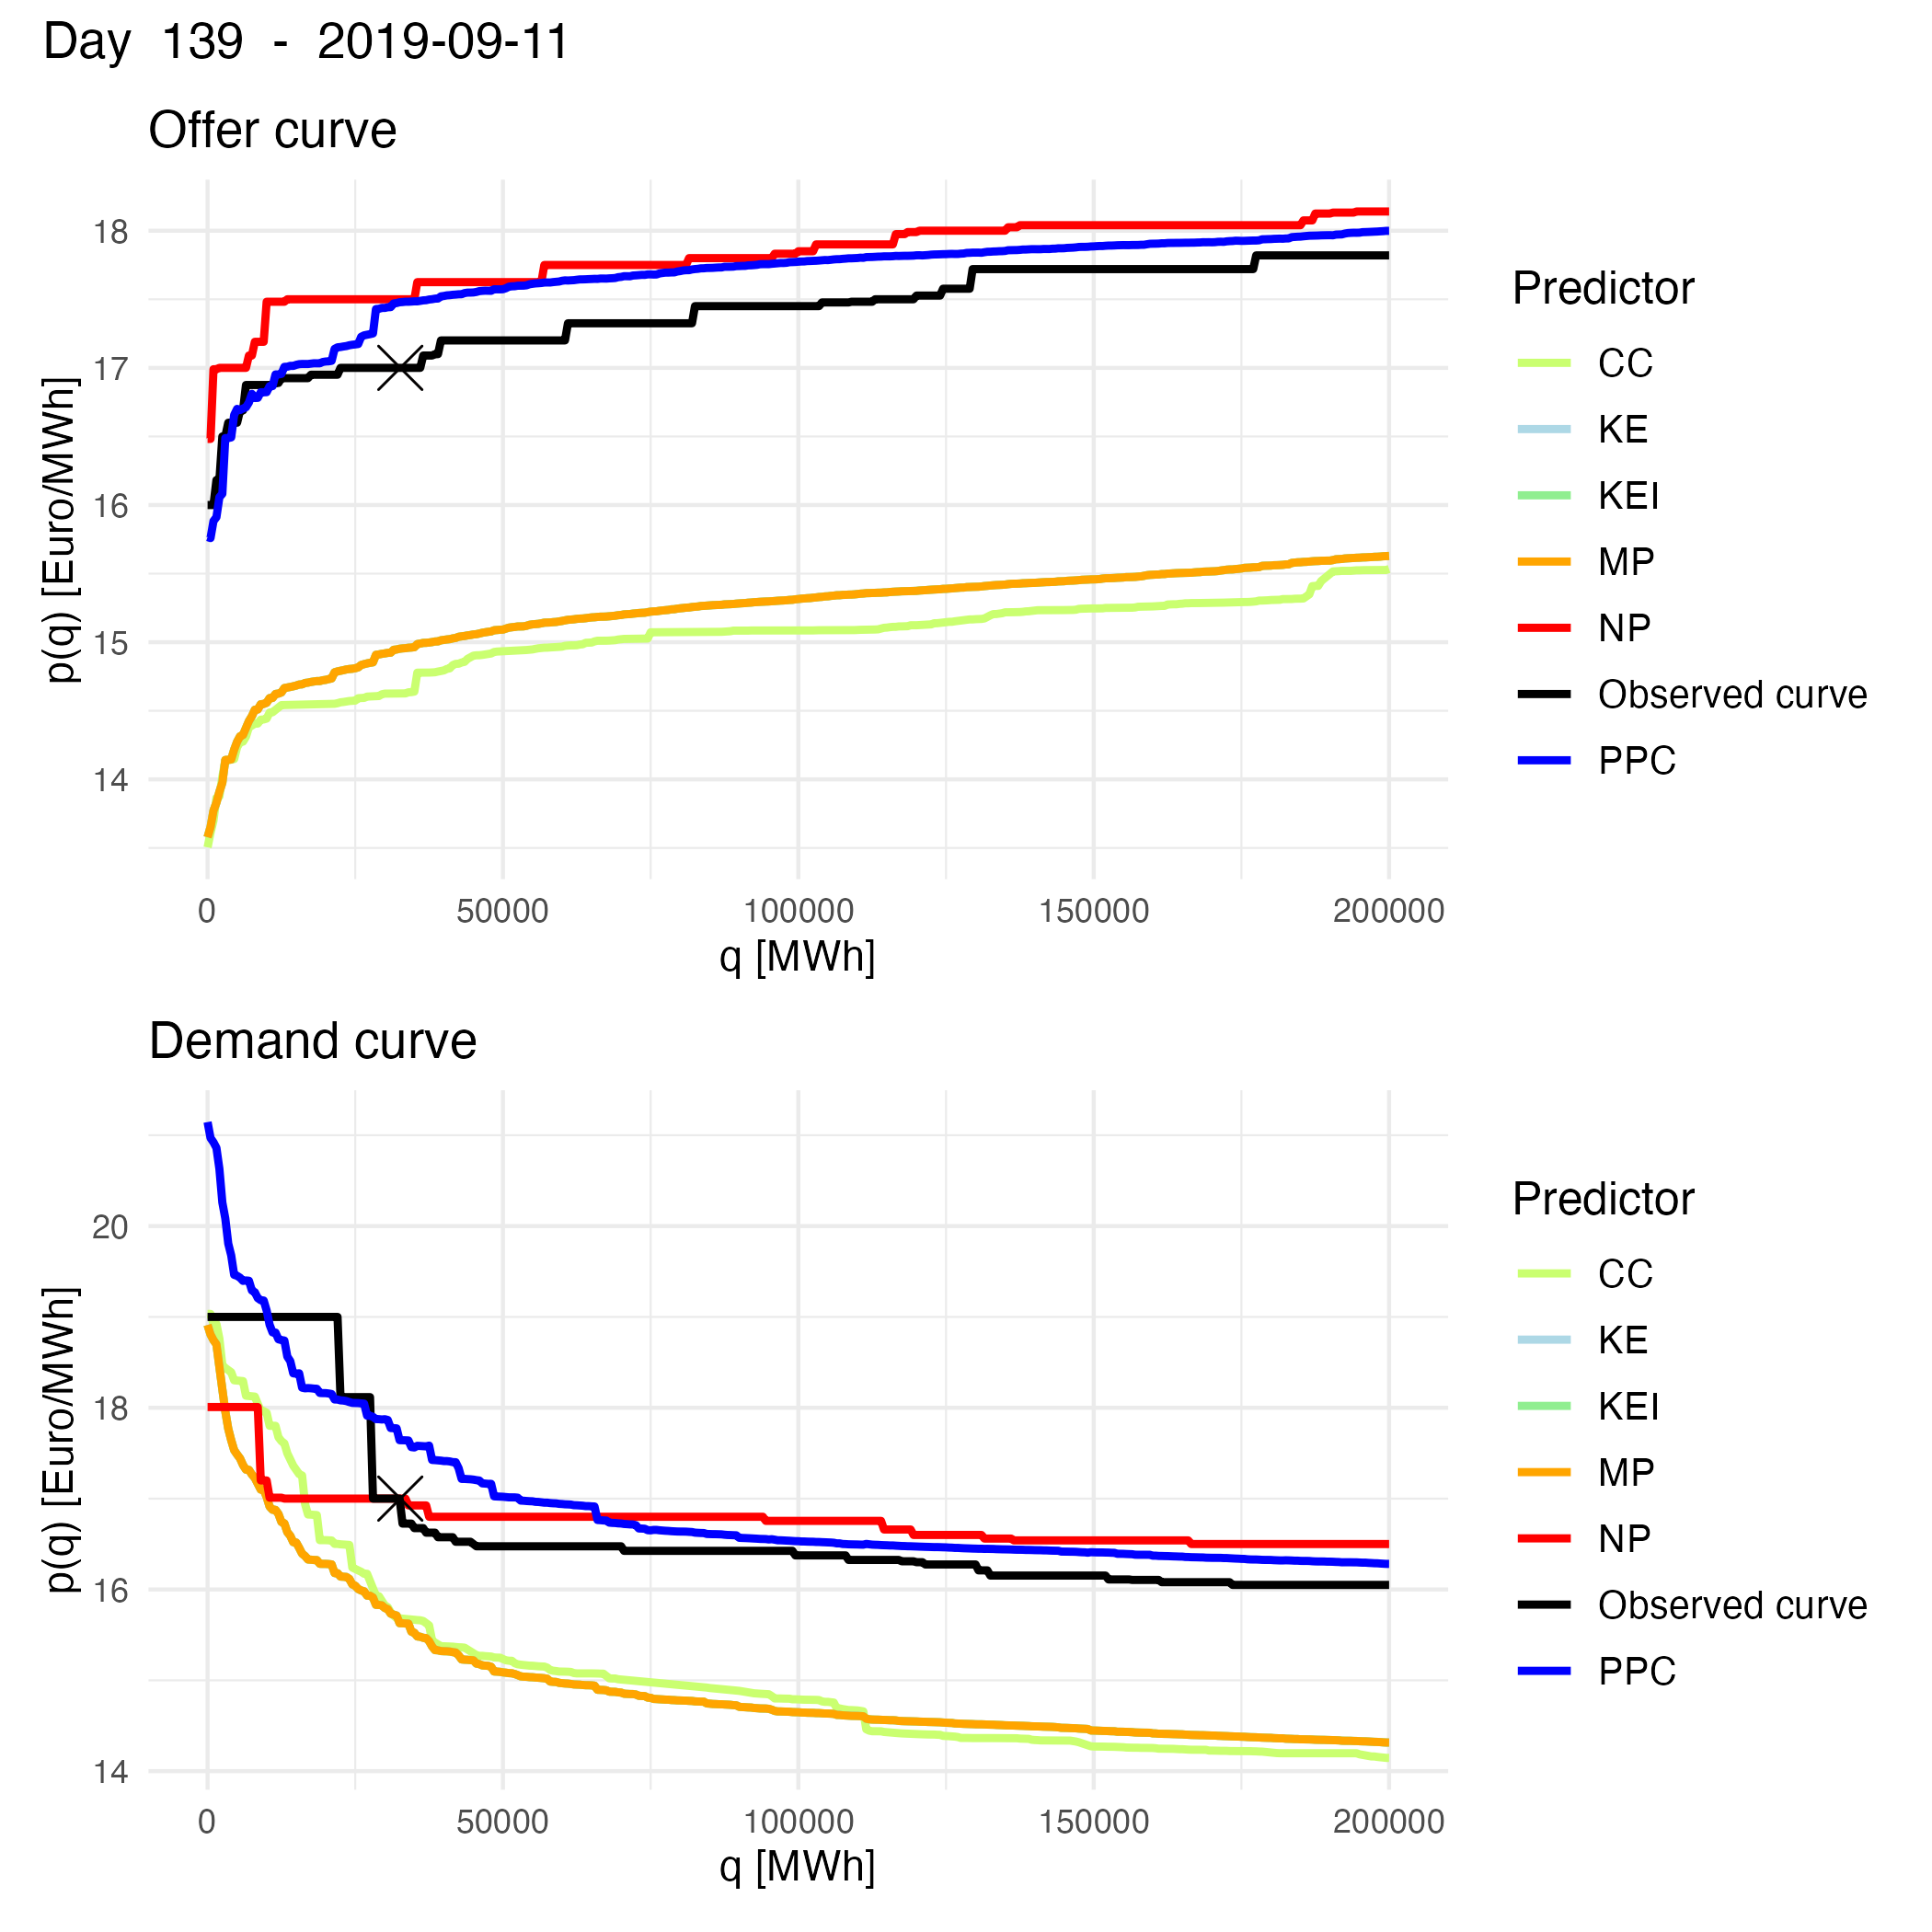 Day 139 - 2019-09-11
Offer curve
18
17
16
15
14
p(q) [Euro/MWh]
0 50000 100000 150000 200000
q [MWh]
Predictor
CC
KE
KEI
MP
NP
Observed curve
PPC
Demand curve
20
18
16
14
p(q) [Euro/MWh]
0 50000 100000 150000 200000
q [MWh]
Predictor
CC
KE
KEI
MP
NP
Observed curve
PPC